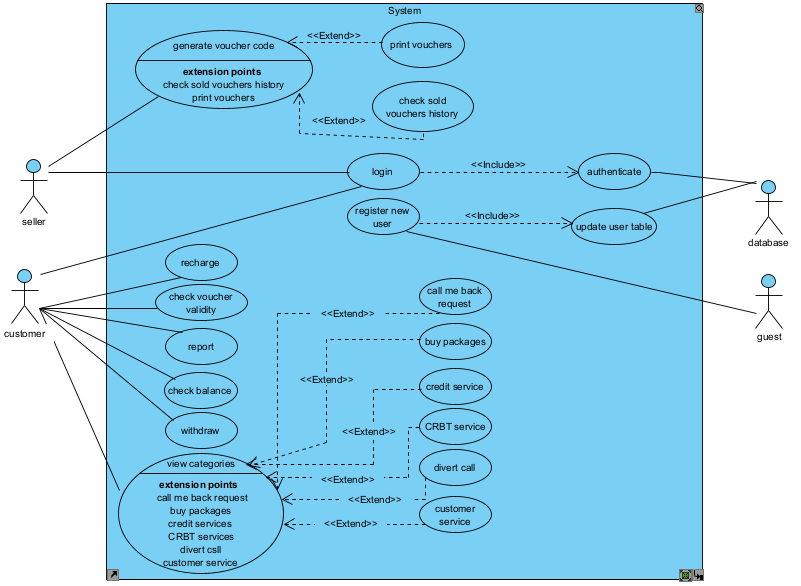 System
generate voucher code
extension points
check sold vouchers history
print vouchers
<<Extend>>
print vouchers
<<Extend>>
check sold
vouchers history
seller
login
<<Include>>
authenticate
register new
user
<<Include>>
update user table
database
guest
customer
recharge
check voucher
validity
report
check balance
withdraw
call me back
request
<<Extend>>
buy packages
<<Extend>>
credit service
<<Extend>>
CRBT service
<<Extend>>
divert call
<<Extend>>
customer
service
<<Extend>>
view categories
extension points
call me back request
buy packages
credit services
CRBT services
divert csll
customer service